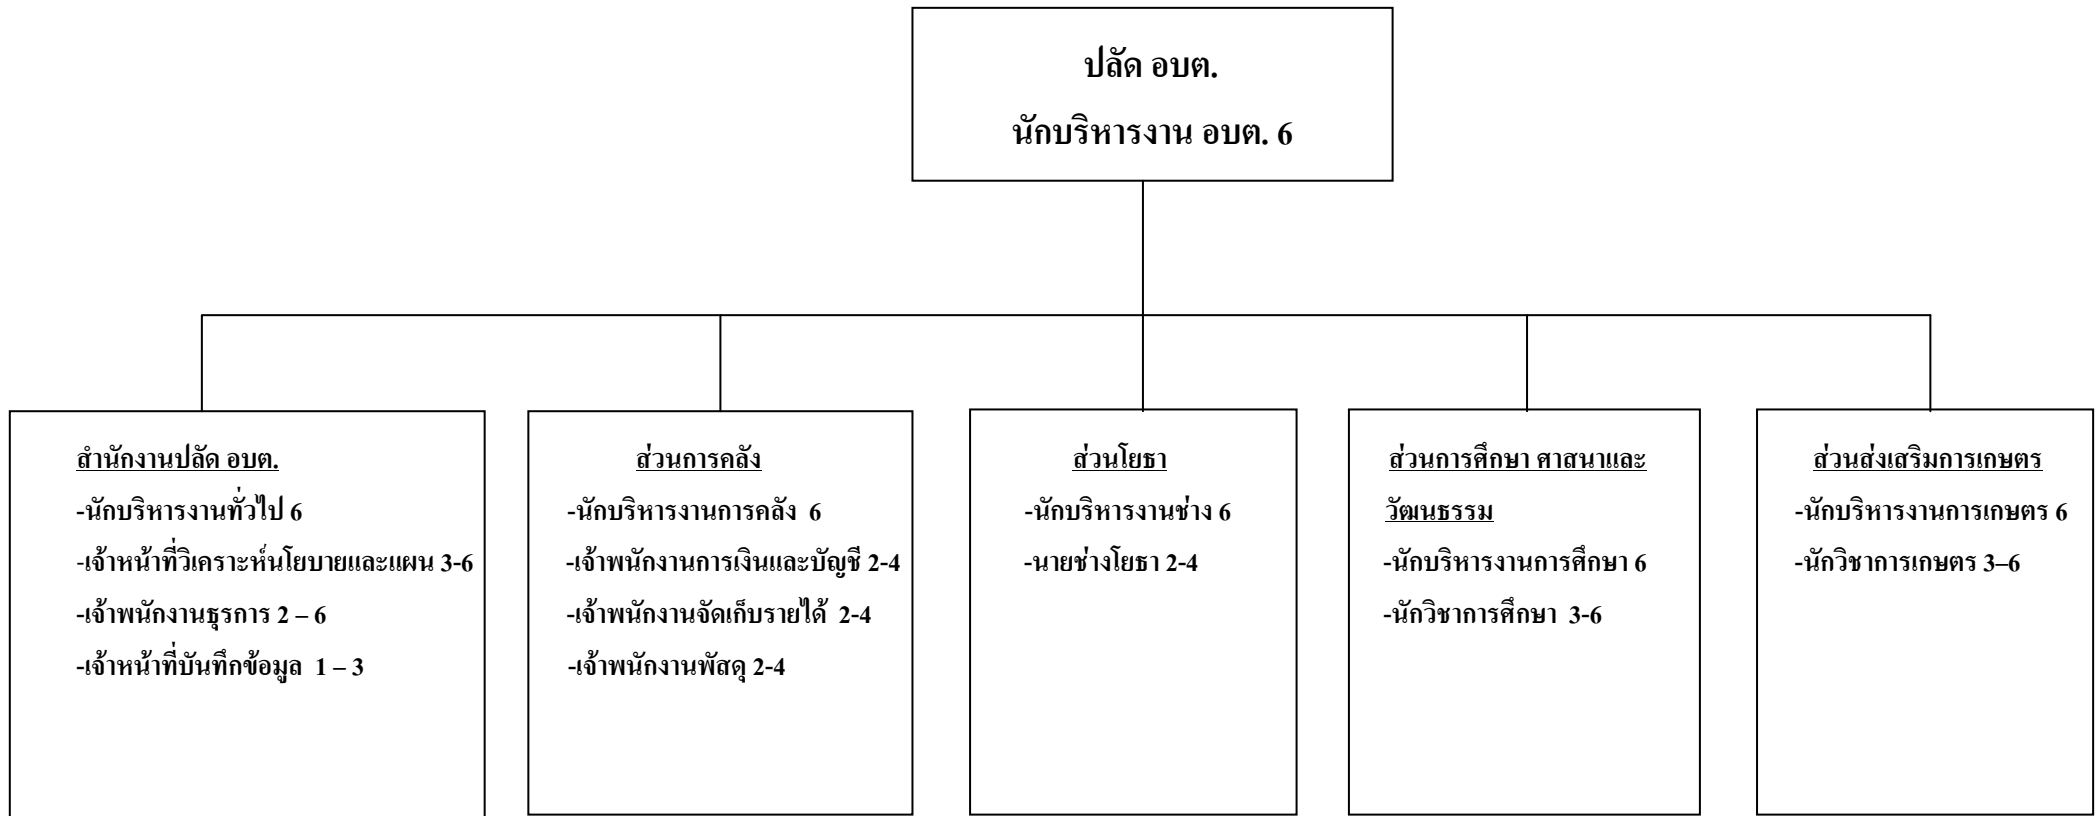 ปลัด อบต.
นักบริหารงาน อบต. 6
สำนักงานปลัด อบต.
-นักบริหารงานทั่วไป 6
-เจ้าหน้าที่วิเคราะห์นโยบายและแผน 3-6
-เจ้าพนักงานธุรการ 2 – 6
-เจ้าหน้าที่บันทึกข้อมูล 1 – 3
ส่วนการคลัง
-นักบริหารงานการคลัง 6
-เจ้าพนักงานการเงินและบัญชี 2-4
-เจ้าพนักงานจัดเก็บรายได้ 2-4
-เจ้าพนักงานพัสดุ 2-4
ส่วนโยธา
-นักบริหารงานช่าง 6
-นายช่างโยธา 2-4
ส่วนการศึกษา ศาสนาและ
วัฒนธรรม
-นักบริหารงานการศึกษา 6
-นักวิชาการศึกษา 3-6
ส่วนส่งเสริมการเกษตร
-นักบริหารงานการเกษตร 6
-นักวิชาการเกษตร 3–6